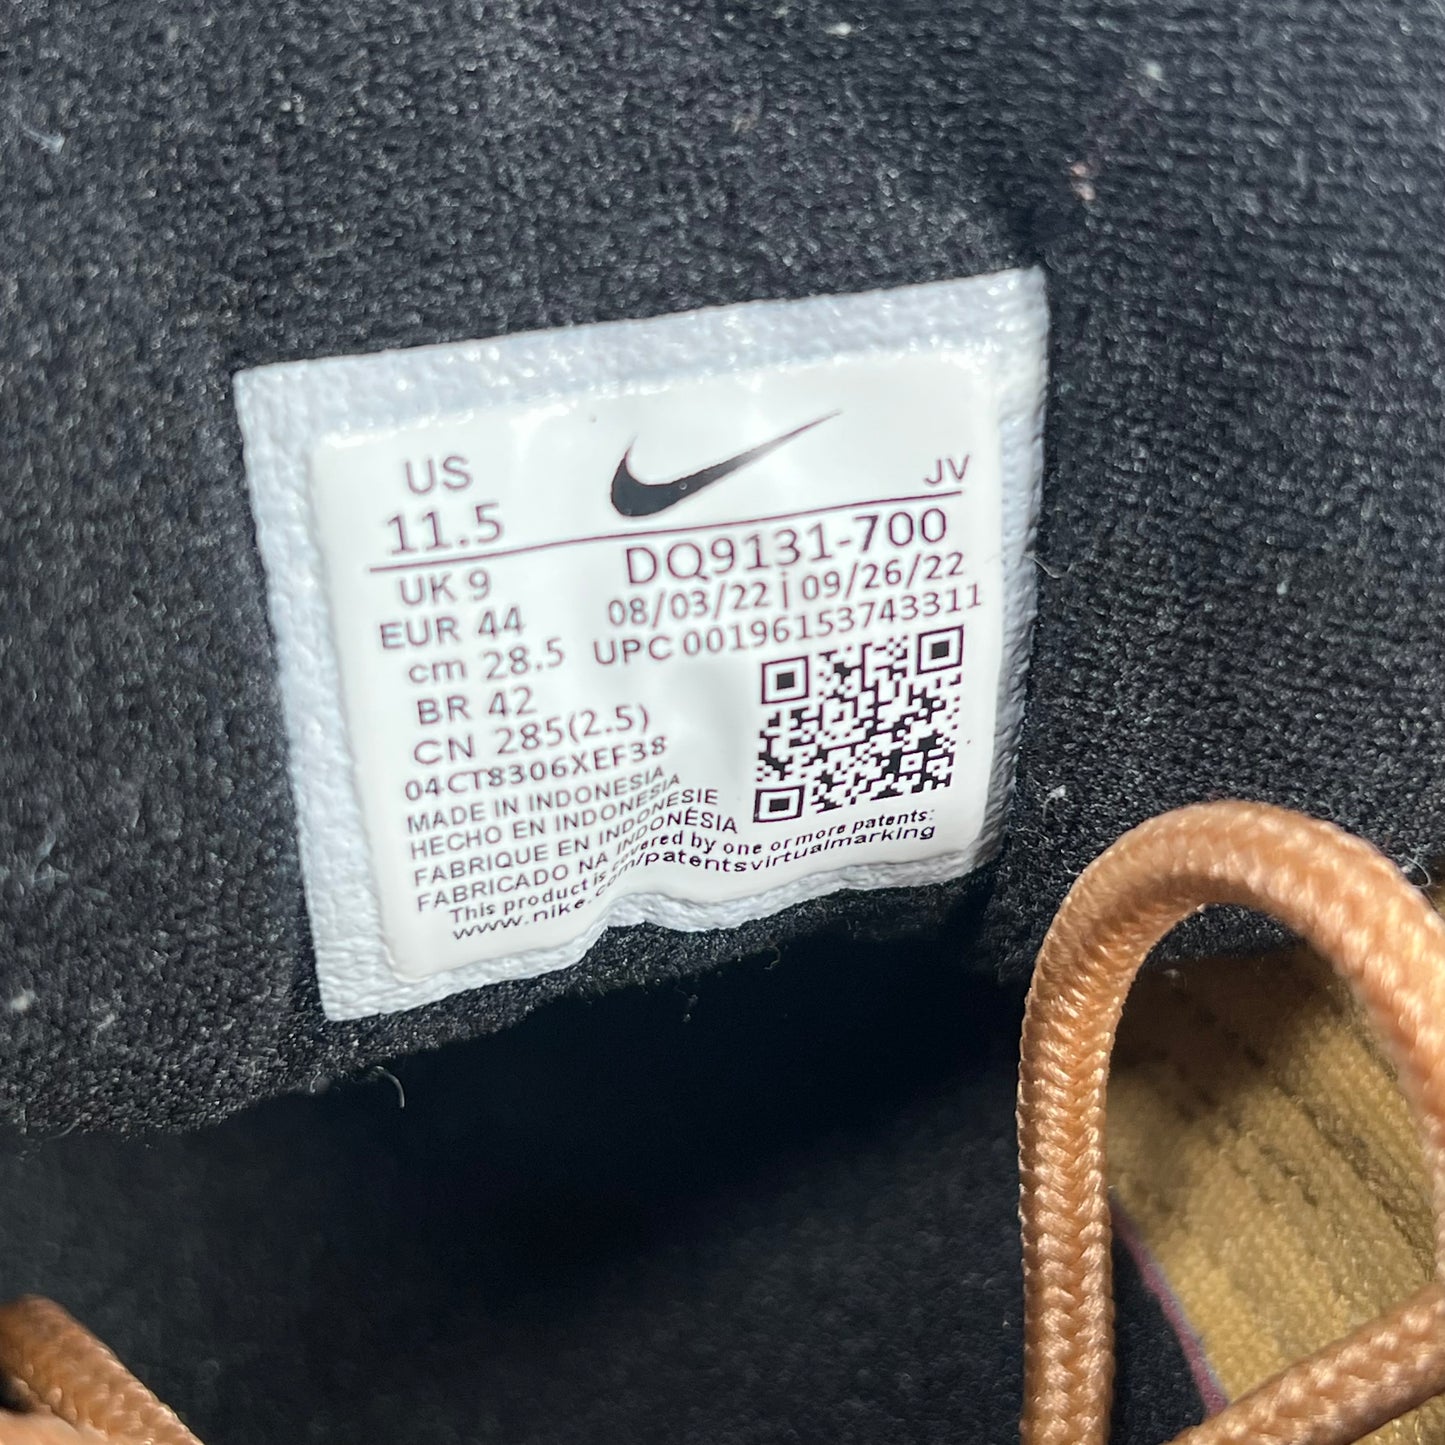 US
JV
11.5
DQ9131-700
UK 9
08/03/22 | 09/26/22
EUR 44
UPC 00196153743311
cm 28.5
BR 42
CN 285(2.5)
04CT8306XEF38
MADE IN INDONESIA
HECHO EN INDONESIA
FABRIQUE EN INDONÉSIE
FABRICADO NA INDONÉSIA
This product is covered by one or more patents:
www.nike.com/patentsvirtualmarking